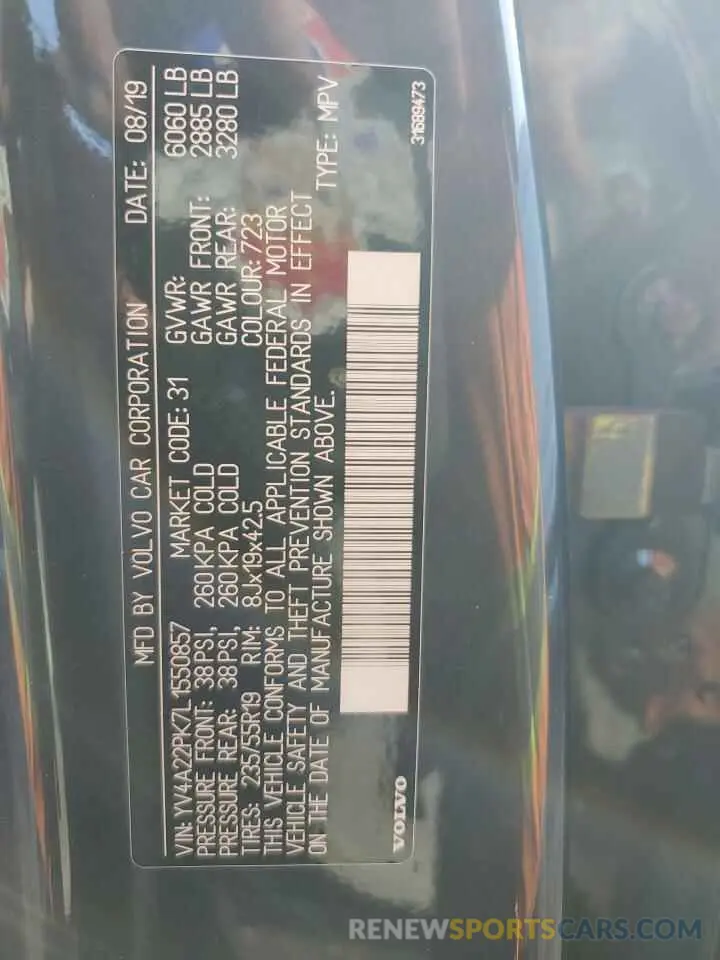 MFD BY VOLVO CAR CORPORATION DATE: 08/19
VIN: YV4A22PK7L1550857 MARKET CODE: 31 GVWR: 6060 LB
PRESSURE FRONT: 38PSI, 260KPA COLD GAWR FRONT: 2885 LB
PRESSURE REAR: 38PSI, 260KPA COLD GAWR REAR: 3280 LB
TIRES: 235/55R19 RIM: 8Jx19x42.5 COLOUR: 723
THIS VEHICLE CONFORMS TO ALL APPLICABLE FEDERAL MOTOR
VEHICLE SAFETY AND THEFT PREVENTION STANDARDS IN EFFECT
ON THE DATE OF MANUFACTURE SHOWN ABOVE. TYPE: MPV
VOLVO 31689473
RENEWSPORTSCARS.COM